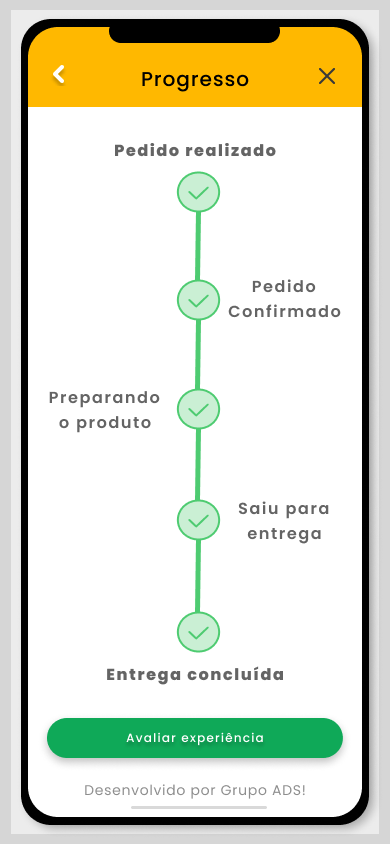 Progresso
Pedido realizado
Pedido
Confirmado
Preparando
o produto
Saiu para
entrega
Entrega concluída
Avaliar experiência
Desenvolvido por Grupo ADS!